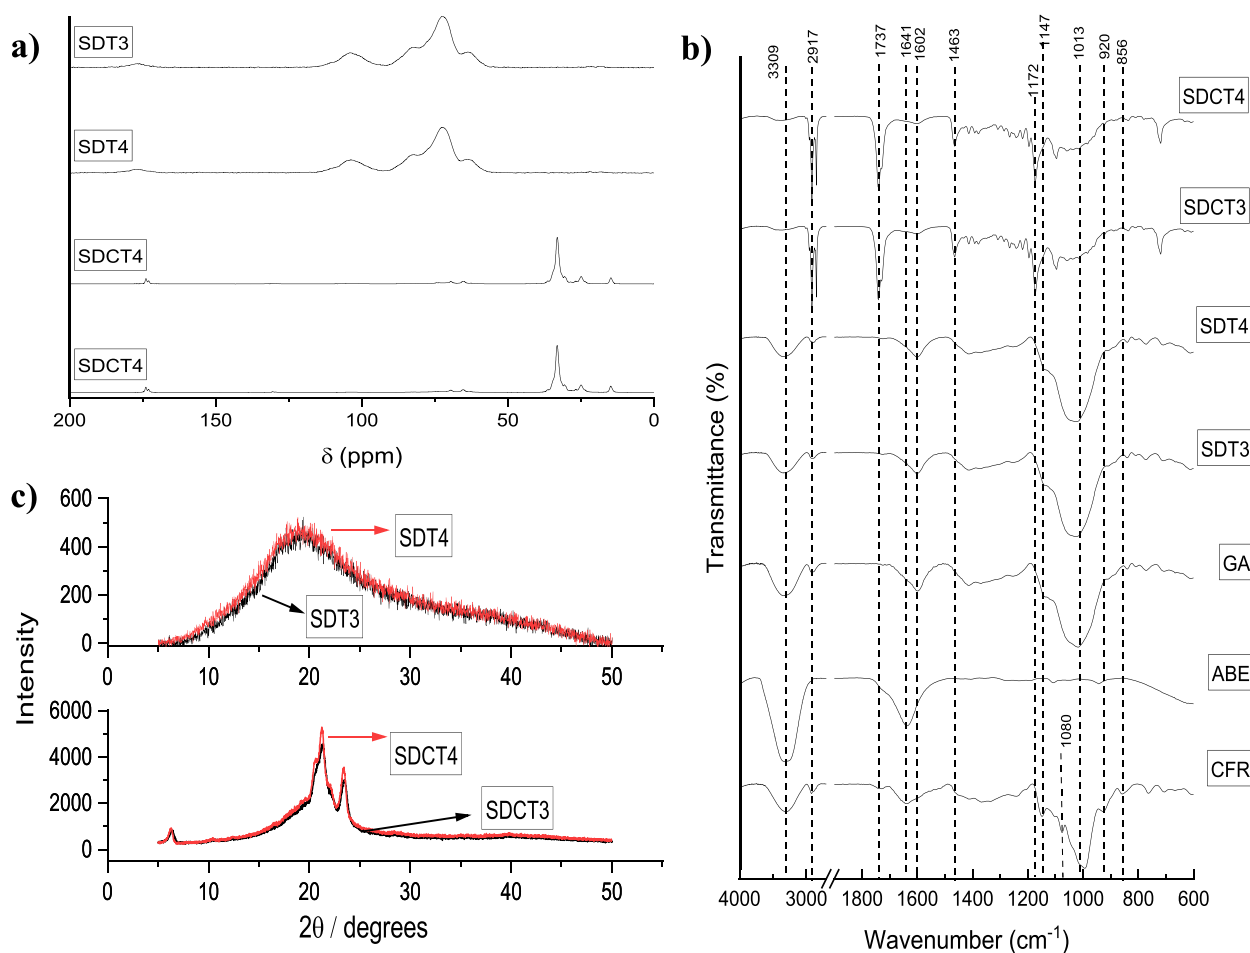 a)
SDT3
SDT4
SDCT4
SDCT4
200 150 100 50 0
δ (ppm)
b)
3309 2917 1737 1641 1602 1463 1172 1147 1013 920 856
SDCT4
SDCT3
SDT4
SDT3
GA
ABE
1080
CFR
Transmittance (%)
4000 3000 1800 1600 1400 1200 1000 800 600
Wavenumber (cm⁻¹)
c)
600
400
200
0
SDT4
SDT3
0 10 20 30 40 50
Intensity
6000
4000
2000
0
SDCT4
SDCT3
0 10 20 30 40 50
2θ / degrees